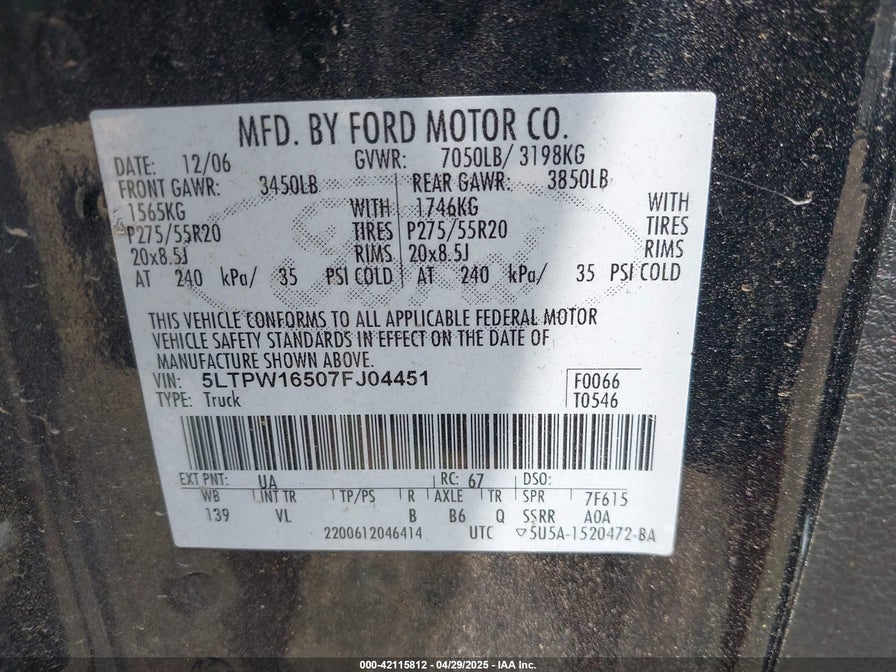 MFD. BY FORD MOTOR CO.
DATE: 12/06 GVWR: 7050LB/ 3198KG
FRONT GAWR: 3450LB REAR GAWR: 3850LB
1565KG WITH 1746KG WITH
P275/55R20 TIRES P275/55R20 TIRES
20x8.5J RIMS 20x8.5J RIMS
AT 240 kPa/ 35 PSI COLD AT 240 kPa/ 35 PSI COLD
THIS VEHICLE CONFORMS TO ALL APPLICABLE FEDERAL MOTOR
VEHICLE SAFETY STANDARDS IN EFFECT ON THE DATE OF
MANUFACTURE SHOWN ABOVE.
VIN: 5LTPW16507FJ04451 F0066
TYPE: Truck T0546
EXT PNT: UA RC: 67 DSO:
WB INT TR TP/PS R AXLE TR SPR 7F615
139 VL B B6 Q SSRR A0A
2200612046414 UTC ▽5U5A-1520472-BA
000-42115812 - 04/29/2025 - IAA Inc.